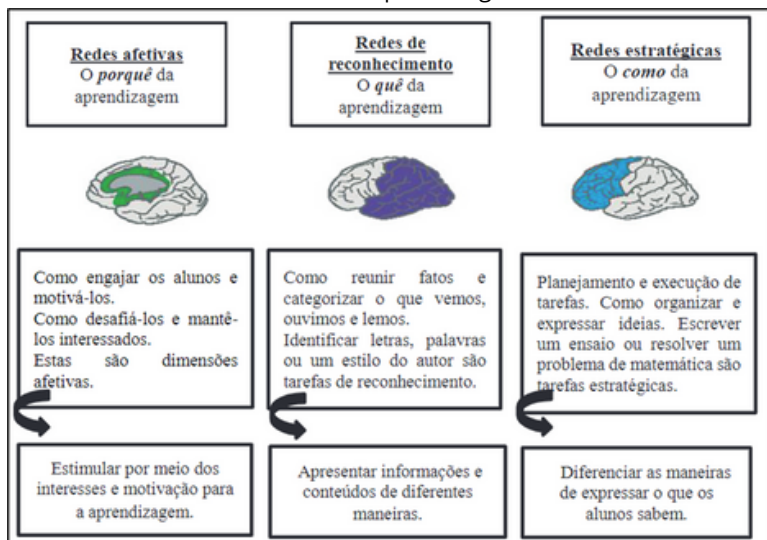 Redes afetivas
O porquê da
aprendizagem
Redes de
reconhecimento
O quê da
aprendizagem
Redes estratégicas
O como da
aprendizagem
Como engajar os alunos e
motivá-los.
Como desafiá-los e mantê-
los interessados.
Estas são dimensões
afetivas.
Como reunir fatos e
categorizar o que vemos,
ouvimos e lemos.
Identificar letras, palavras
ou um estilo do autor são
tarefas de reconhecimento.
Planejamento e execução de
tarefas. Como organizar e
expressar ideias. Escrever
um ensaio ou resolver um
problema de matemática são
tarefas estratégicas.
Estimular por meio dos
interesses e motivação para
a aprendizagem.
Apresentar informações e
conteúdos de diferentes
maneiras.
Diferenciar as maneiras
de expressar o que os
alunos sabem.